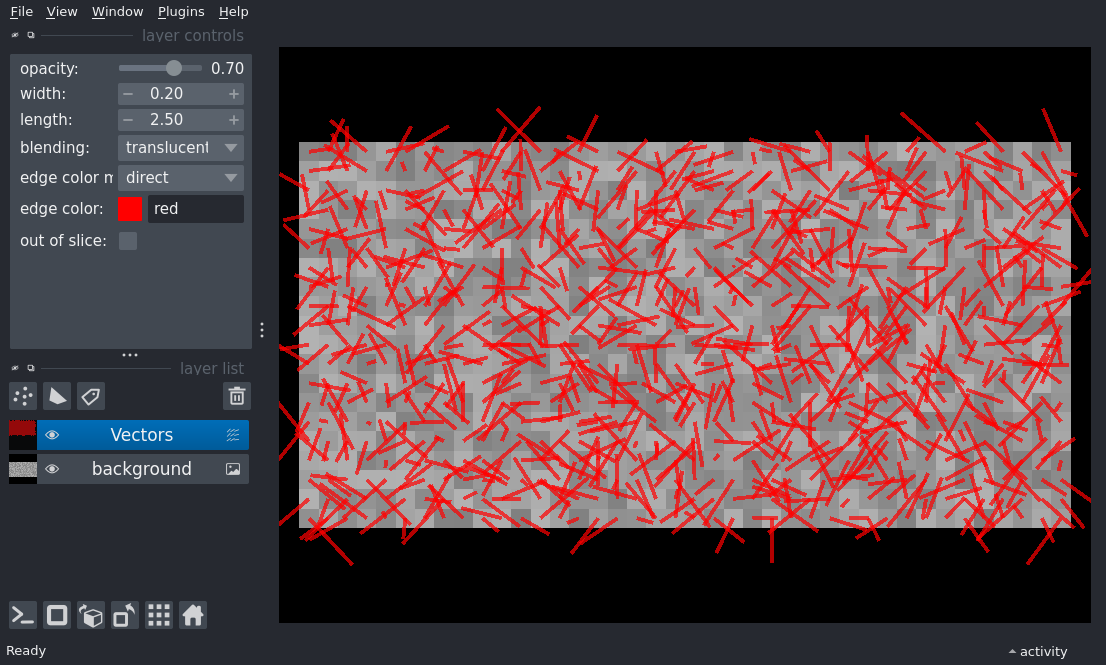 File View Window Plugins Help
layer controls
opacity: 0.70
width: 0.20
length: 2.50
blending: translucent
edge color m direct
edge color: red
out of slice:
layer list
Vectors
background
Ready
activity